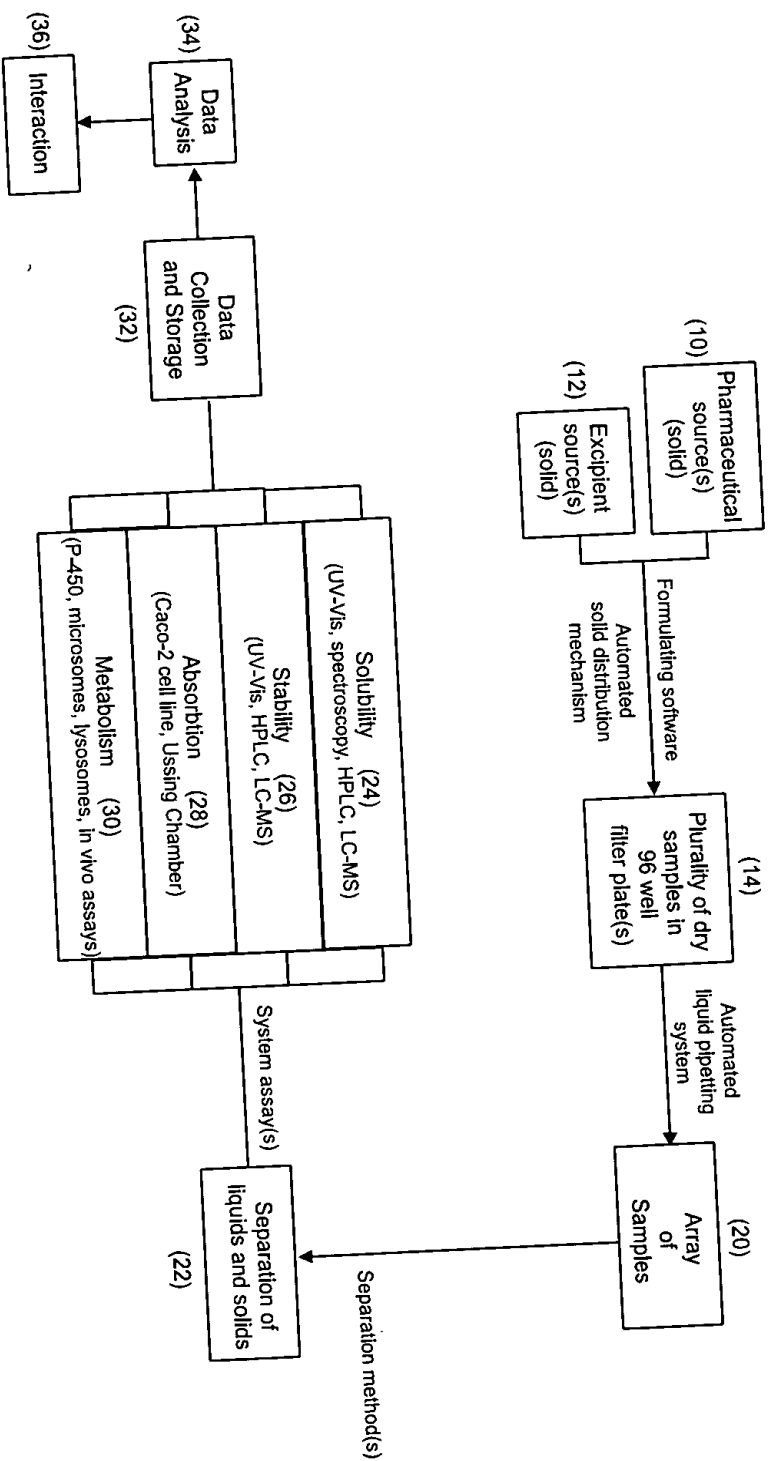 (10)
Pharmaceutical
source(s)
(solid)
(12)
Excipient
source(s)
(solid)
Formulating software
Automated
solid distribution
mechanism
(14)
Plurality of dry
samples in
96 well
filter plate(s)
Automated
liquid pipetting
system
(20)
Array
of
Samples
Separation method(s)
Separation of
liquids and solids
(22)
System assay(s)
Solubility (24)
(UV-Vis, spectroscopy, HPLC, LC-MS)
Stability (26)
(UV-Vis, HPLC, LC-MS)
Absorbtion (28)
(Caco-2 cell line, Ussing Chamber)
Metabolism (30)
(P-450, microsomes, lysosomes, in vivo assays)
Data
Collection
and Storage
(32)
(34)
Data
Analysis
(36)
Interaction